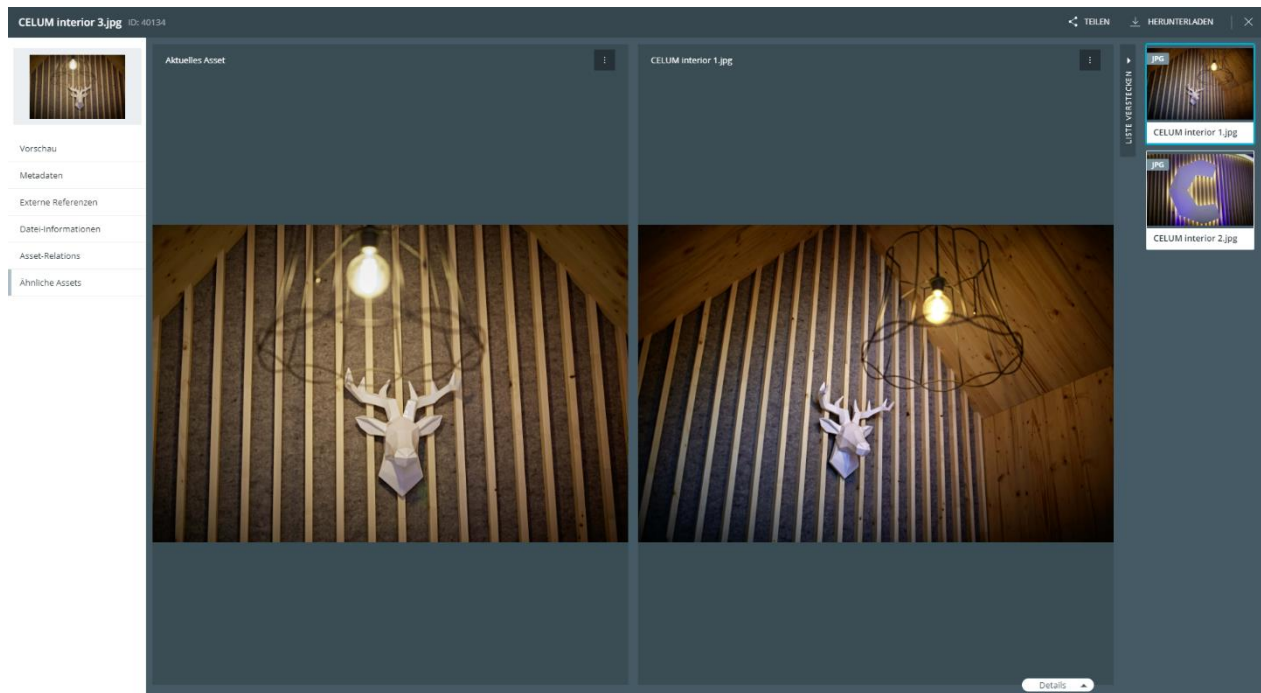 CELUM interior 3.jpg ID: 40134
TEILEN
HERUNTERLADEN
Vorschau
Metadaten
Externe Referenzen
Datei-Informationen
Asset-Relations
Ähnliche Assets
Aktuelles Asset
CELUM interior 1.jpg
LISTE VERSTECKEN
JPG
CELUM interior 1.jpg
JPG
CELUM interior 2.jpg
Details